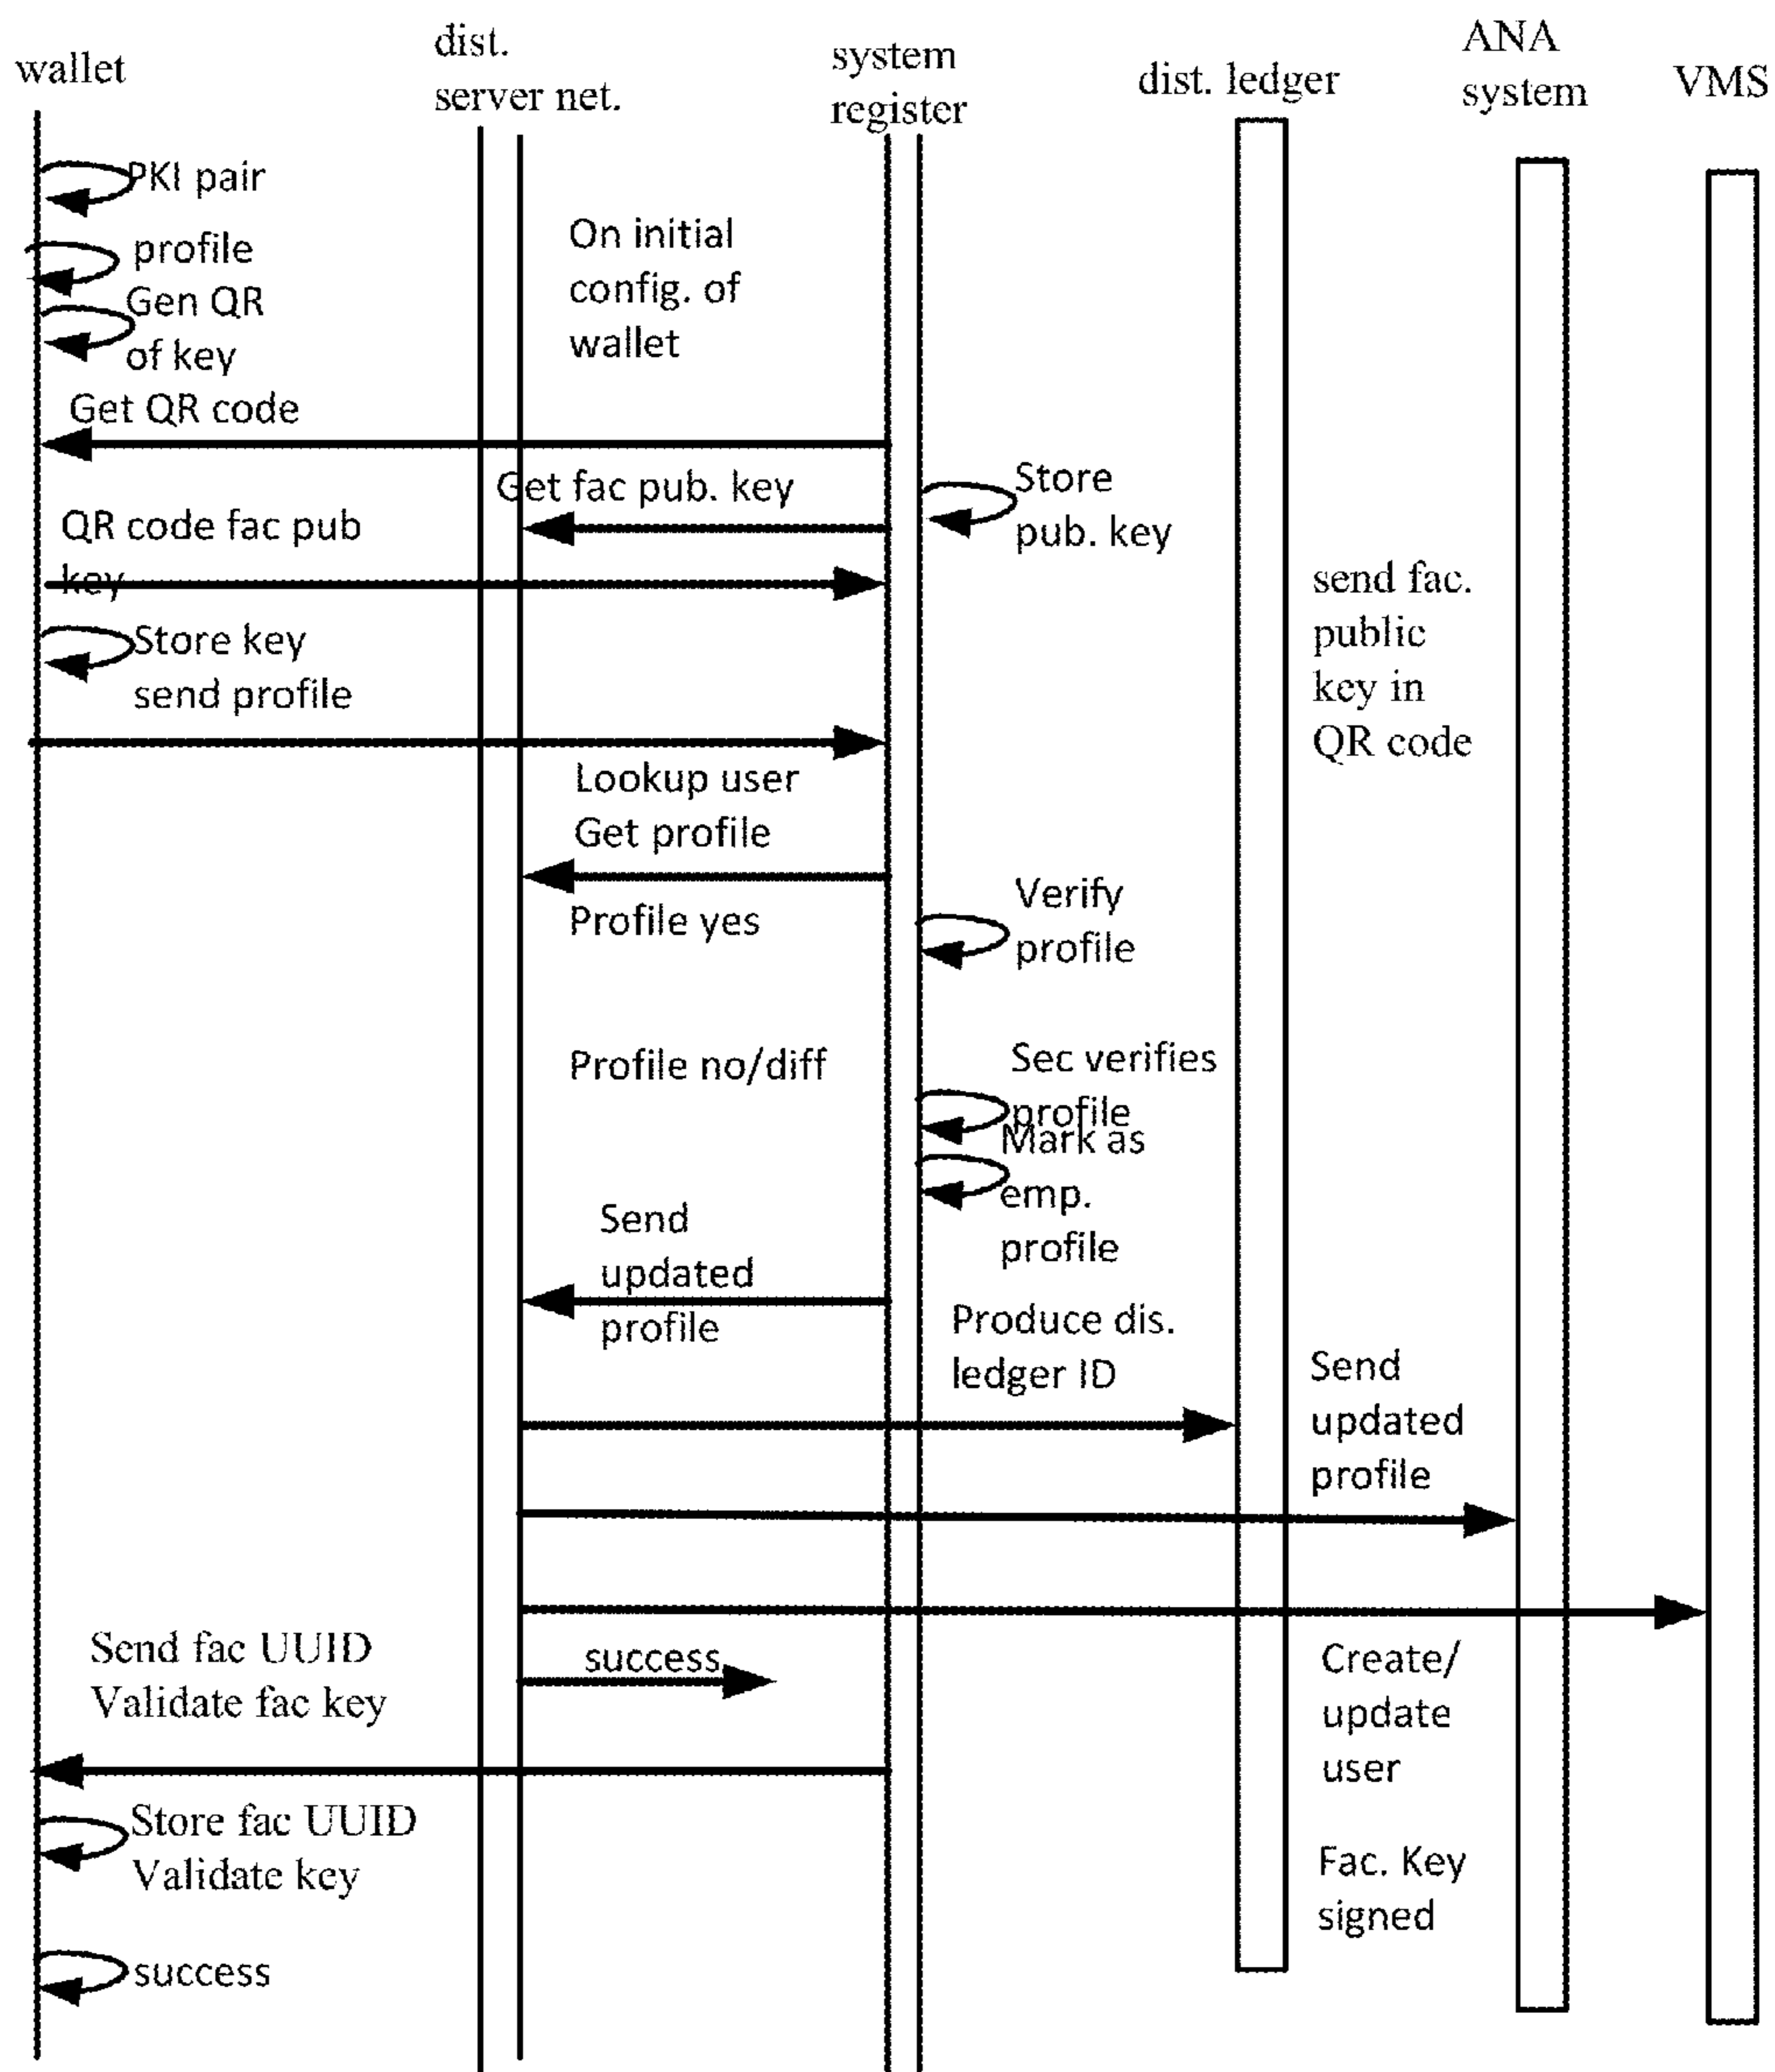 wallet
dist.
server net.
system
register
dist. ledger
ANA
system
VMS
PKI pair
profile
Gen QR
of key
On initial
config. of
wallet
Get QR code
Get fac pub. key
Store
pub. key
QR code fac pub
key
send fac.
public
key in
QR code
Store key
send profile
Lookup user
Get profile
Profile yes
Verify
profile
Profile no/diff
Sec verifies
profile
Mark as
emp.
profile
Send
updated
profile
Produce dis.
ledger ID
Send
updated
profile
Send fac UUID
Validate fac key
success
Create/
update
user
Store fac UUID
Validate key
Fac. Key
signed
success